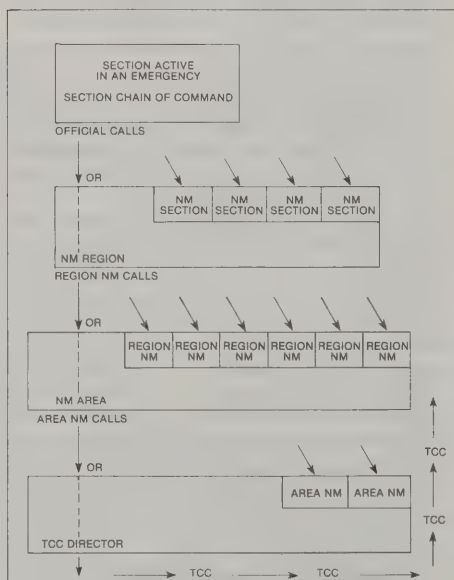 SECTION ACTIVE
IN AN EMERGENCY
SECTION CHAIN OF COMMAND
OFFICIAL CALLS
OR
NM SECTION
NM SECTION
NM SECTION
NM SECTION
NM REGION
REGION NM CALLS
OR
REGION NM
REGION NM
REGION NM
REGION NM
REGION NM
REGION NM
NM AREA
AREA NM CALLS
OR
AREA NM
AREA NM
TCC DIRECTOR
TCC
TCC
TCC
TCC